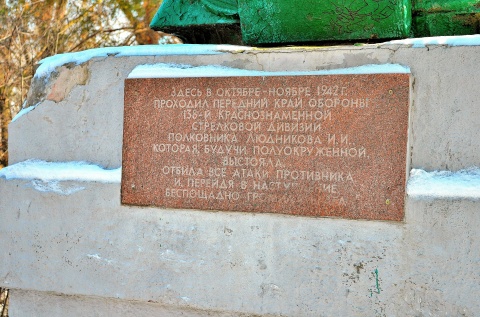 ЗДЕСЬ В ОКТЯБРЕ-НОЯБРЕ 1942 Г.
ПРОХОДИЛ ПЕРЕДНИЙ КРАЙ ОБОРОНЫ
138-Й КРАСНОЗНАМЕННОЙ
СТРЕЛКОВОЙ ДИВИЗИИ
ПОЛКОВНИКА ЛЮДНИКОВА И.И.
КОТОРАЯ, БУДУЧИ ПОЛУОКРУЖЕННОЙ
ВЫСТОЯЛА,
ОТБИЛА ВСЕ АТАКИ ПРОТИВНИКА
И, ПЕРЕЙДЯ В
БЕСПОЩАДНО